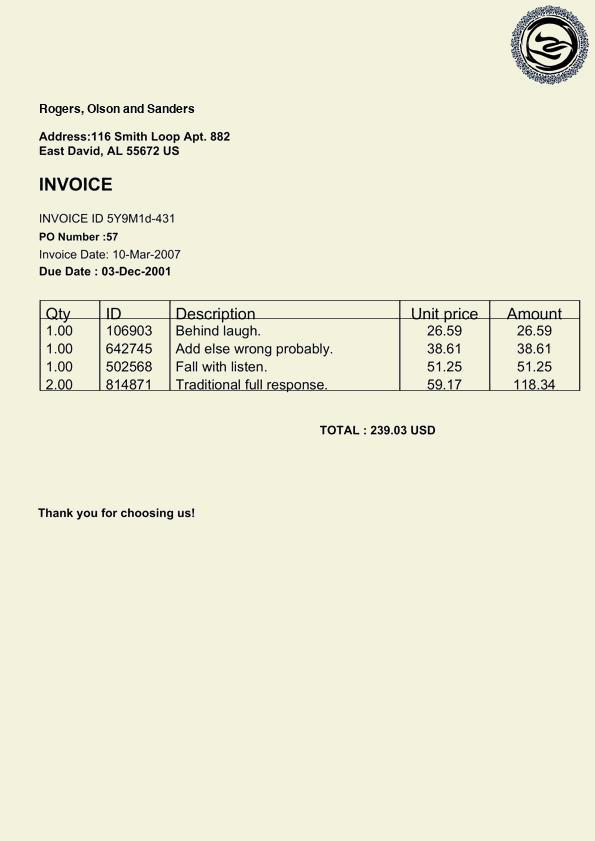 Rogers, Olson and Sanders
Address:116 Smith Loop Apt. 882
East David, AL 55672 US
INVOICE
INVOICE ID 5Y9M1d-431
PO Number :57
Invoice Date: 10-Mar-2007
Due Date : 03-Dec-2001
Qty ID Description Unit price Amount
1.00 106903 Behind laugh. 26.59 26.59
1.00 642745 Add else wrong probably. 38.61 38.61
1.00 502568 Fall with listen. 51.25 51.25
2.00 814871 Traditional full response. 59.17 118.34
TOTAL : 239.03 USD
Thank you for choosing us!